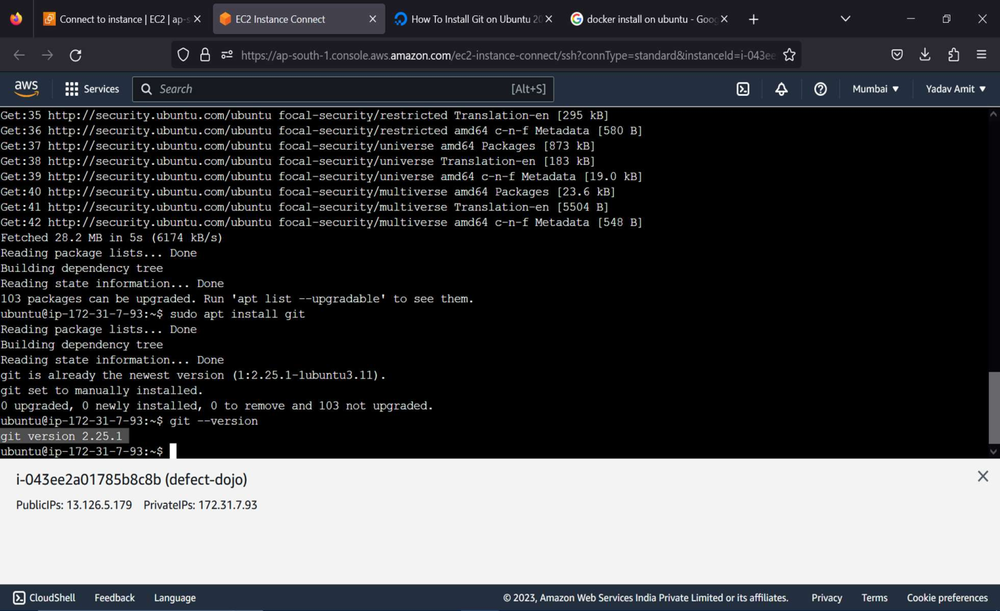 Connect to instance | EC2 | ap-s
EC2 Instance Connect
How To Install Git on Ubuntu 20
docker install on ubuntu - Goog
https://ap-south-1.console.aws.amazon.com/ec2-instance-connect/ssh?connType=standard&instanceId=i-043ee
aws
Services
Search
[Alt+S]
Mumbai
Yadav Amit
Get:35 http://security.ubuntu.com/ubuntu focal-security/restricted Translation-en [295 kB]
Get:36 http://security.ubuntu.com/ubuntu focal-security/restricted amd64 c-n-f Metadata [580 B]
Get:37 http://security.ubuntu.com/ubuntu focal-security/universe amd64 Packages [873 kB]
Get:38 http://security.ubuntu.com/ubuntu focal-security/universe Translation-en [183 kB]
Get:39 http://security.ubuntu.com/ubuntu focal-security/universe amd64 c-n-f Metadata [19.0 kB]
Get:40 http://security.ubuntu.com/ubuntu focal-security/multiverse amd64 Packages [23.6 kB]
Get:41 http://security.ubuntu.com/ubuntu focal-security/multiverse Translation-en [5504 B]
Get:42 http://security.ubuntu.com/ubuntu focal-security/multiverse amd64 c-n-f Metadata [548 B]
Fetched 28.2 MB in 5s (6174 kB/s)
Reading package lists... Done
Building dependency tree
Reading state information... Done
103 packages can be upgraded. Run 'apt list --upgradable' to see them.
ubuntu@ip-172-31-7-93:~$ sudo apt install git
Reading package lists... Done
Building dependency tree
Reading state information... Done
git is already the newest version (1:2.25.1-1ubuntu3.11).
git set to manually installed.
0 upgraded, 0 newly installed, 0 to remove and 103 not upgraded.
ubuntu@ip-172-31-7-93:~$ git --version
git version 2.25.1
ubuntu@ip-172-31-7-93:~$
i-043ee2a01785b8c8b (defect-dojo)
PublicIPs: 13.126.5.179 PrivateIPs: 172.31.7.93
CloudShell
Feedback
Language
© 2023, Amazon Web Services India Private Limited or its affiliates.
Privacy
Terms
Cookie preferences